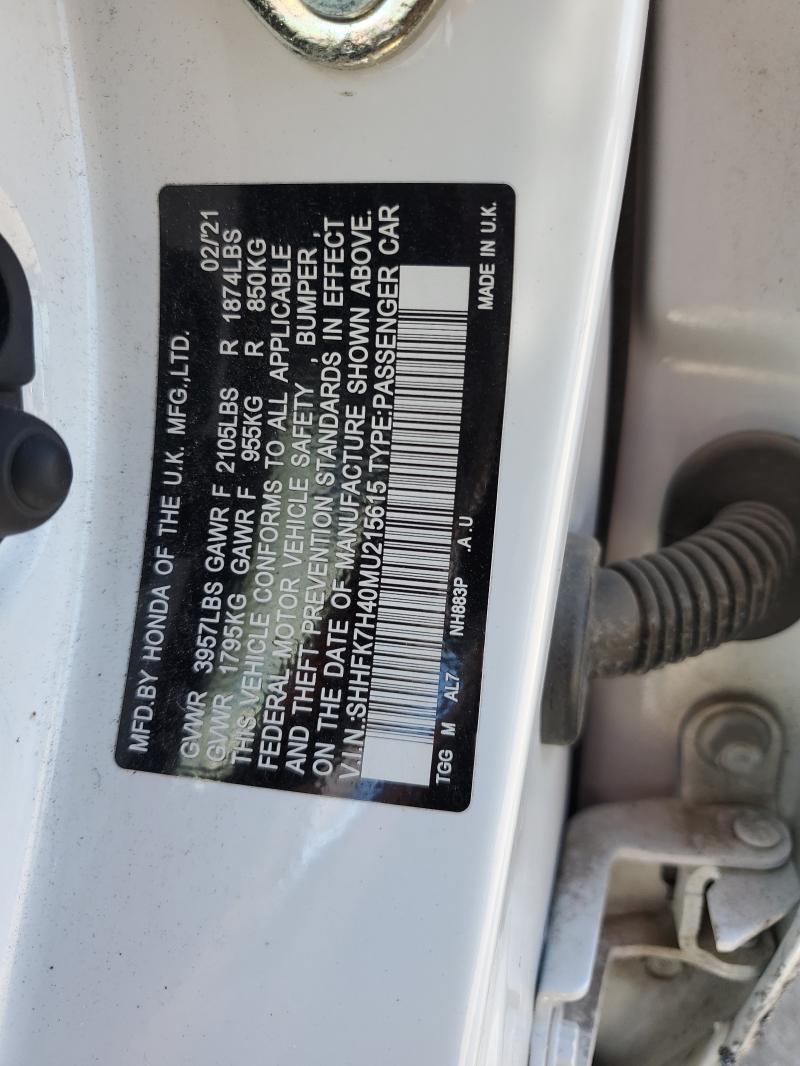 MFD.BY HONDA OF THE U.K. MFG.,LTD. 02/'21
GVWR 3957LBS GAWR F 2105LBS R 1874LBS
GVWR 1795KG GAWR F 955KG R 850KG
THIS VEHICLE CONFORMS TO ALL APPLICABLE
FEDERAL MOTOR VEHICLE SAFETY , BUMPER ,
AND THEFT PREVENTION STANDARDS IN EFFECT
ON THE DATE OF MANUFACTURE SHOWN ABOVE.
V.I.N.:SHHFK7H40MU215615 TYPE:PASSENGER CAR
TGG M AL7 NH883P .A.U MADE IN U.K.